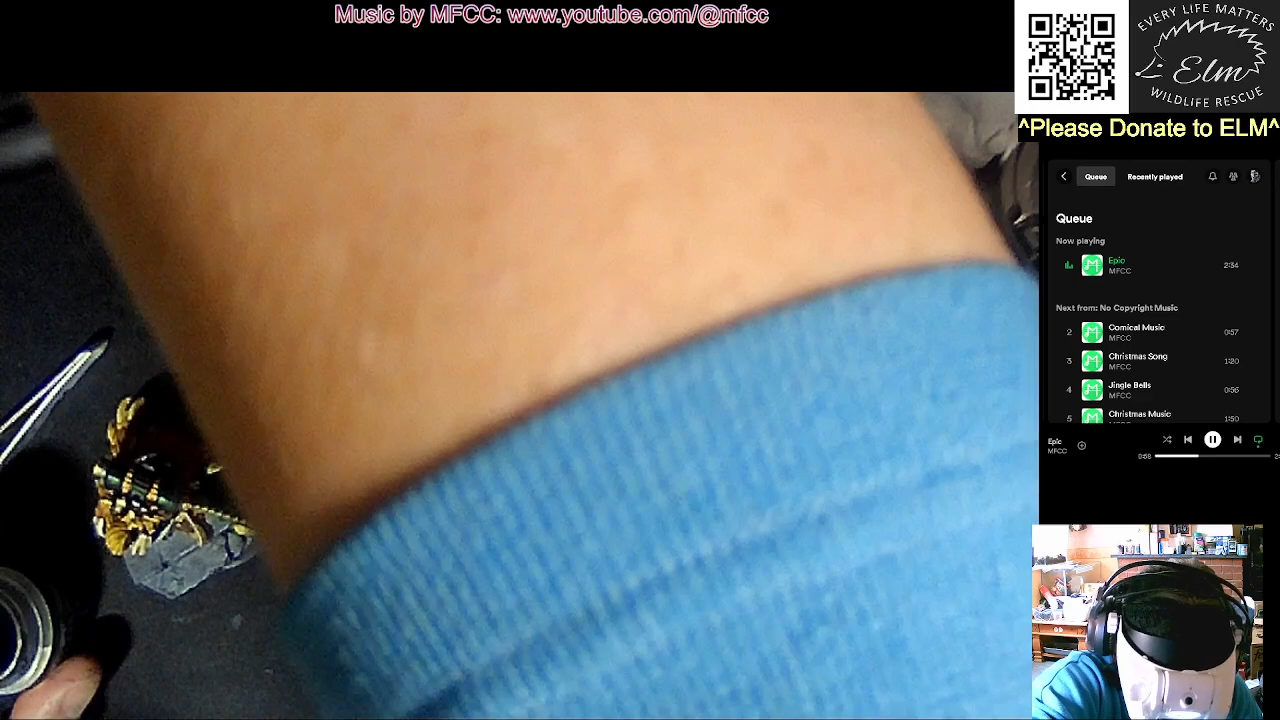 Music by MFCC: www.youtube.com/@mfcc
EVERY LIFE MATTERS
Elm
WILDLIFE RESCUE
^Please Donate to ELM^
Queue
Recently played
Queue
Now playing
Epic
MFCC
2:34
Next from: No Copyright Music
2
Comical Music
MFCC
0:57
3
Christmas Song
MFCC
1:20
4
Jingle Bells
MFCC
0:56
5
Christmas Music
MFCC
1:50
Epic
MFCC
0:58